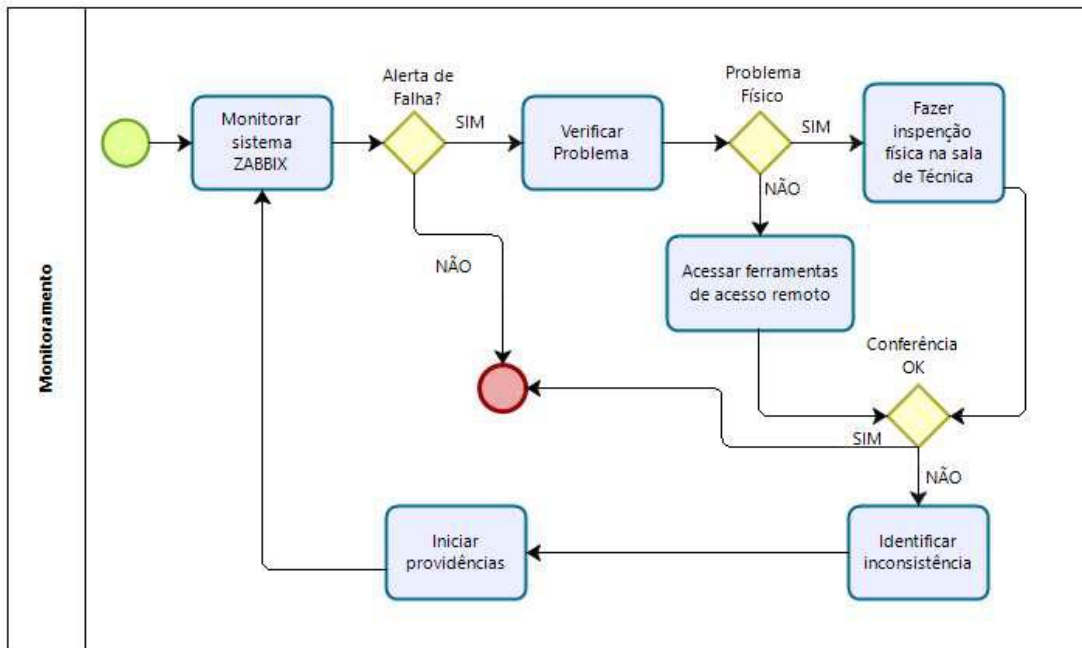 Monitoramento
Monitorar
sistema
ZABBIX
Alerta de
Falha?
SIM
NÃO
Verificar
Problema
Problema
Físico
SIM
NÃO
Fazer
inspenção
física na sala
de Técnica
Acessar ferramentas
de acesso remoto
Conferência
OK
SIM
NÃO
Identificar
inconsistência
Iniciar
providências